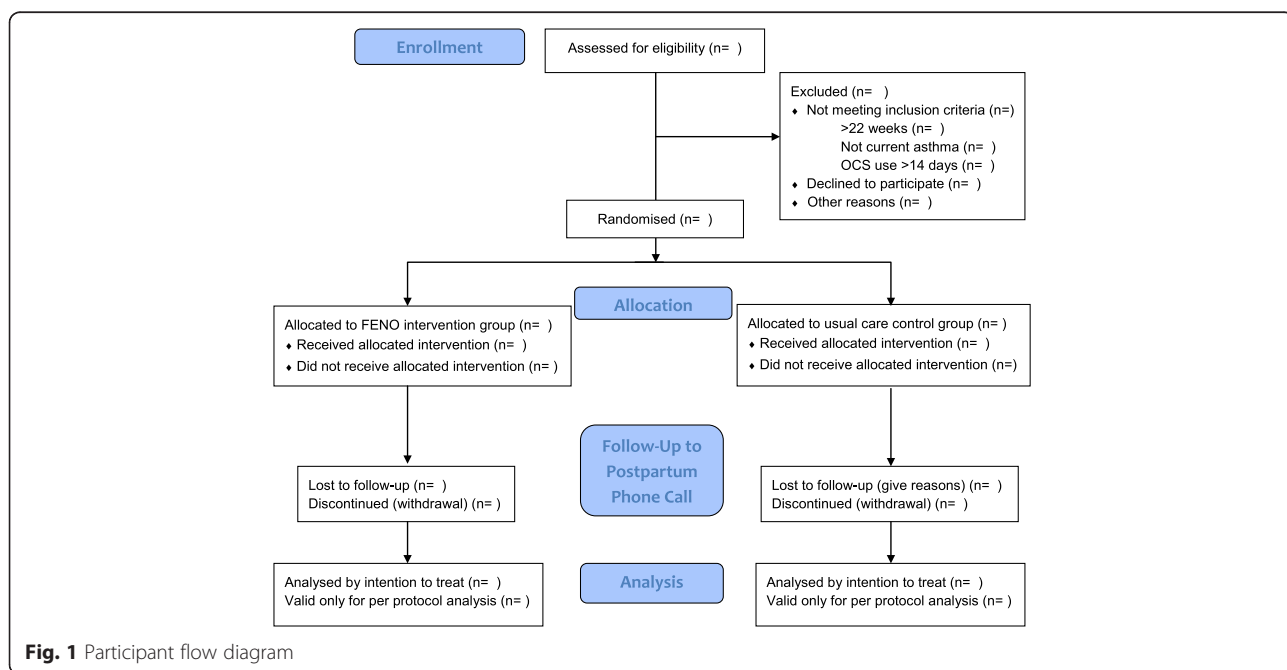 Enrollment
Assessed for eligibility (n= )
Excluded (n= )
♦ Not meeting inclusion criteria (n=)
>22 weeks (n= )
Not current asthma (n= )
OCS use >14 days (n= )
♦ Declined to participate (n= )
♦ Other reasons (n= )
Randomised (n= )
Allocation
Allocated to FENO intervention group (n= )
♦ Received allocated intervention (n= )
♦ Did not receive allocated intervention (n= )
Allocated to usual care control group (n= )
♦ Received allocated intervention (n= )
♦ Did not receive allocated intervention (n=)
Follow-Up to
Postpartum
Phone Call
Lost to follow-up (n= )
Discontinued (withdrawal) (n= )
Lost to follow-up (give reasons) (n= )
Discontinued (withdrawal) (n= )
Analysis
Analysed by intention to treat (n= )
Valid only for per protocol analysis (n= )
Analysed by intention to treat (n= )
Valid only for per protocol analysis (n= )
Fig. 1 Participant flow diagram